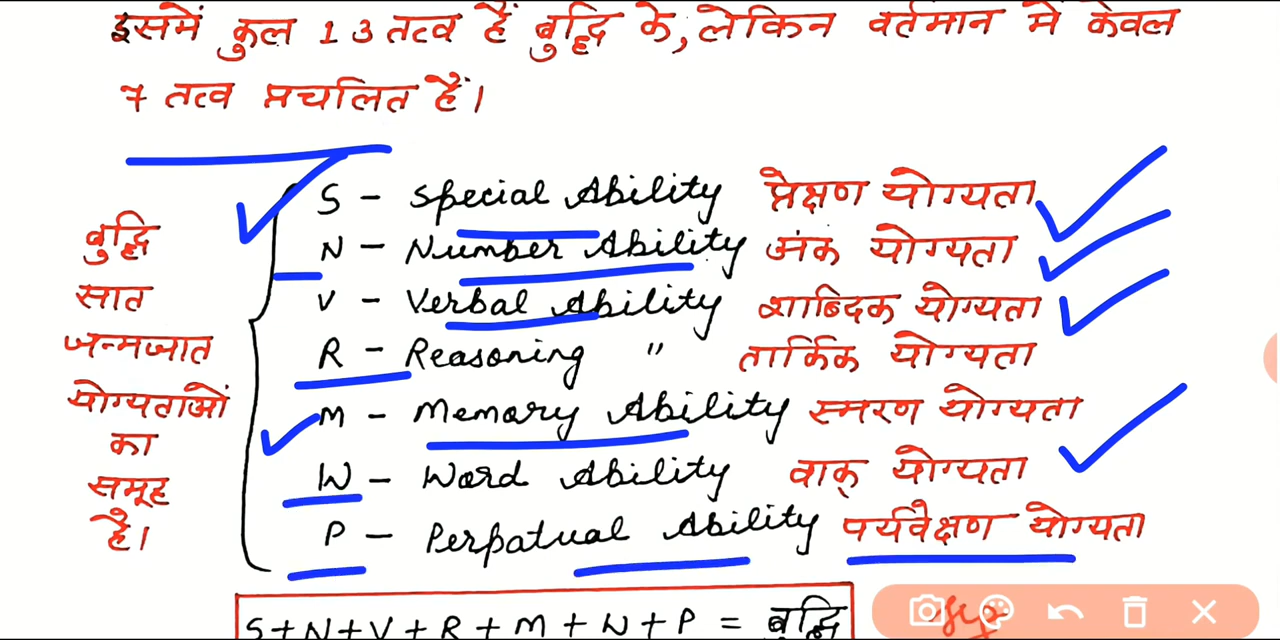 इसमें कुल 13 तत्व हैं बुद्धि के, लेकिन वर्तमान में केवल
7 तत्व प्रचलित हैं।
बुद्धि
सात
जन्मजात
योग्यताओं
का
समूह
है।
S - Special Ability प्रेक्षण योग्यता
N - Number Ability अंक योग्यता
V - Verbal Ability शाब्दिक योग्यता
R - Reasoning " तार्किक योग्यता
M - Memory Ability स्मरण योग्यता
W - Word Ability वाक् योग्यता
P - Perpatual Ability पर्यवेक्षण योग्यता
S+N+V+R+M+W+P = बुद्धि